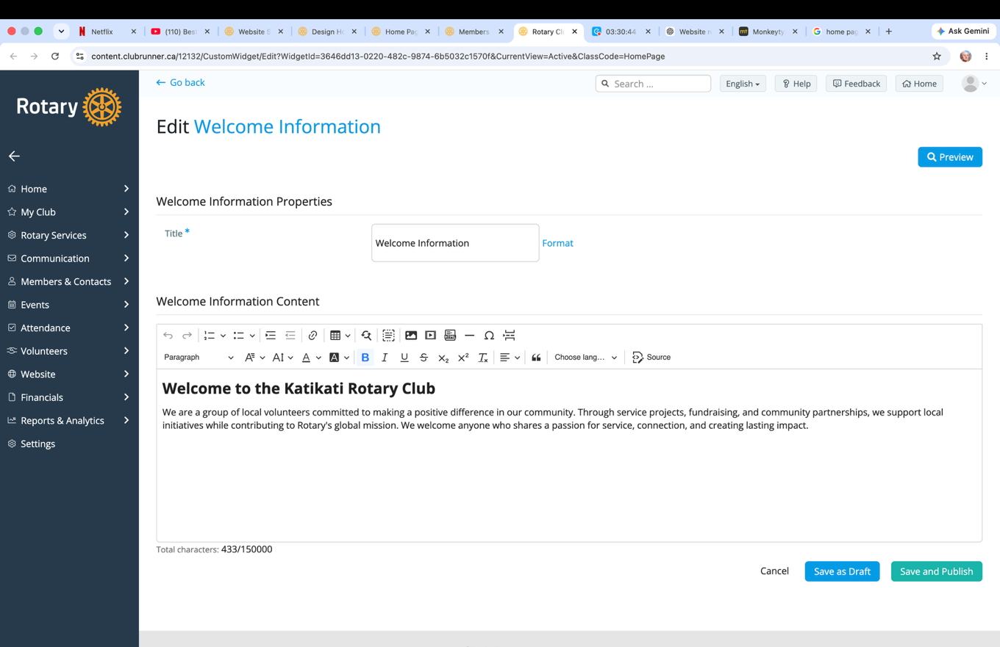 Netflix
(110) Bes
Website S
Design Ho
Home Pag
Members
Rotary Cl
03:30:44
Website r
mt
Monkeyty
home pag
Ask Gemini
content.clubrunner.ca/12132/CustomWidget/Edit?WidgetId=3646dd13-0220-482c-9874-6b5032c1570f&CurrentView=Active&ClassCode=HomePage
Rotary
Home
My Club
Rotary Services
Communication
Members & Contacts
Events
Attendance
Volunteers
Website
Financials
Reports & Analytics
Settings
Go back
Search ...
English
Help
Feedback
Home
Edit Welcome Information
Preview
Welcome Information Properties
Title *
Welcome Information
Format
Welcome Information Content
Paragraph
Choose lang...
Source
Welcome to the Katikati Rotary Club
We are a group of local volunteers committed to making a positive difference in our community. Through service projects, fundraising, and community partnerships, we support local
initiatives while contributing to Rotary's global mission. We welcome anyone who shares a passion for service, connection, and creating lasting impact.
Total characters: 433/150000
Cancel
Save as Draft
Save and Publish